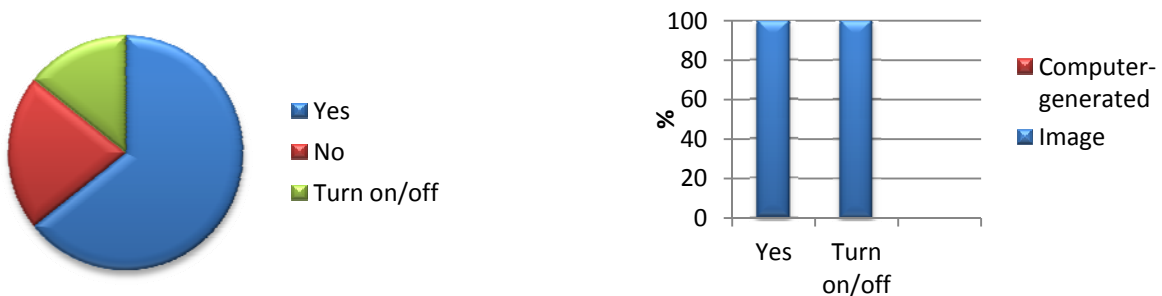 Yes
No
Turn on/off
%
100
80
60
40
20
0
Yes
Turn
on/off
Computer-
generated
Image